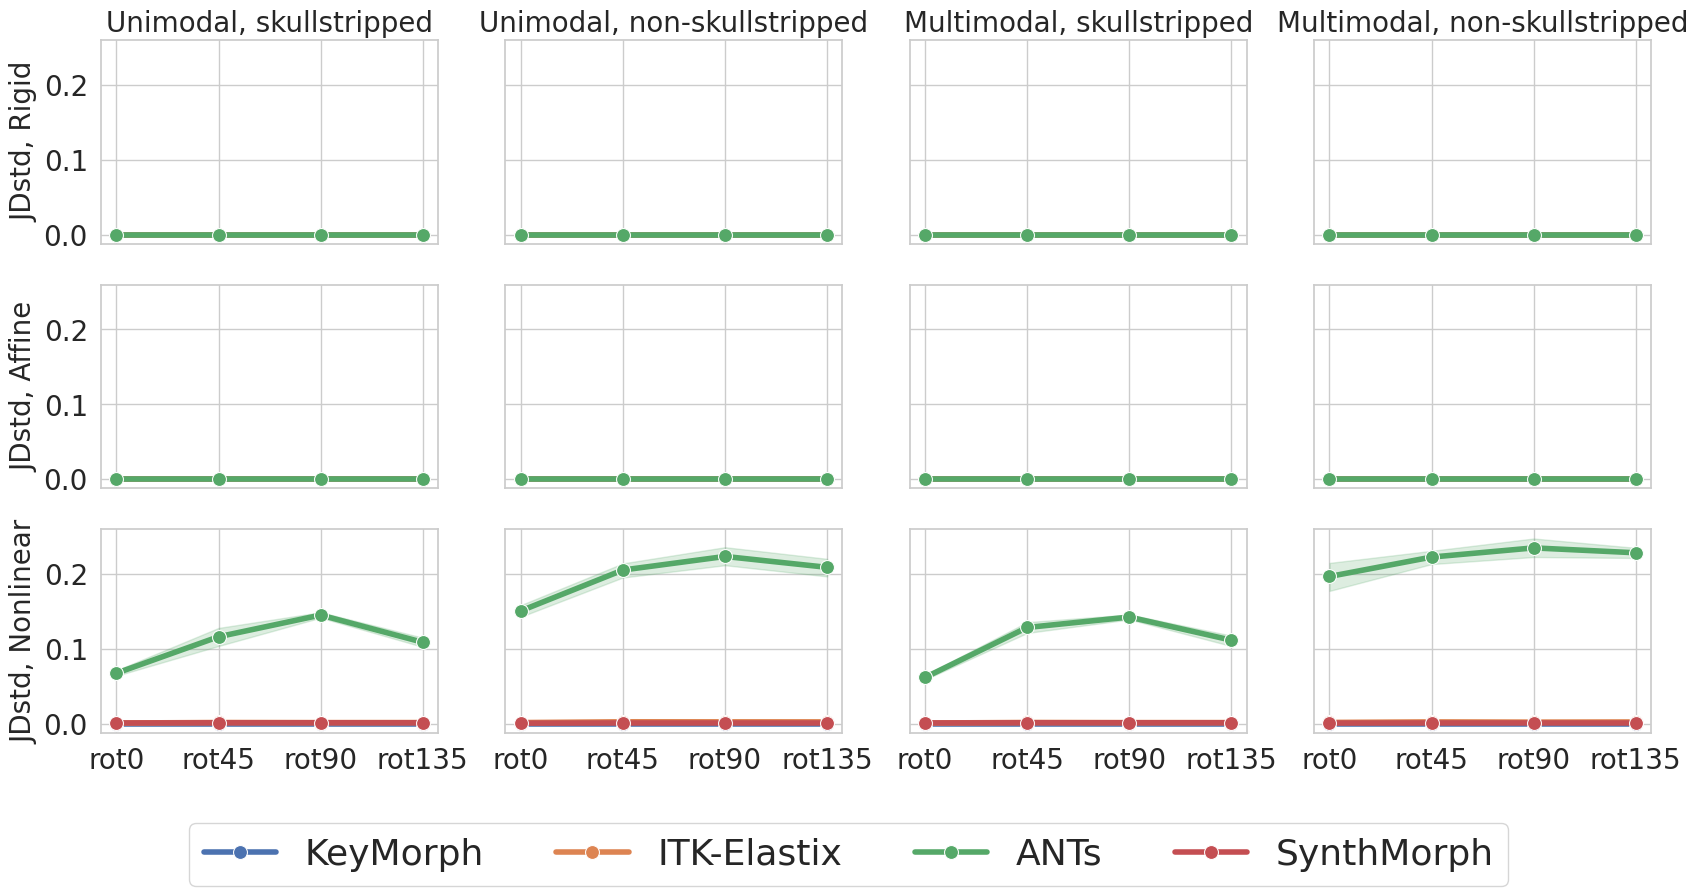 Unimodal, skullstripped
Unimodal, non-skullstripped
Multimodal, skullstripped
Multimodal, non-skullstripped
JDstd, Rigid
0.2
0.1
0.0
JDstd, Affine
0.2
0.1
0.0
JDstd, Nonlinear
0.2
0.1
0.0
rot0 rot45 rot90 rot135
rot0 rot45 rot90 rot135
rot0 rot45 rot90 rot135
rot0 rot45 rot90 rot135
KeyMorph ITK-Elastix ANTs SynthMorph